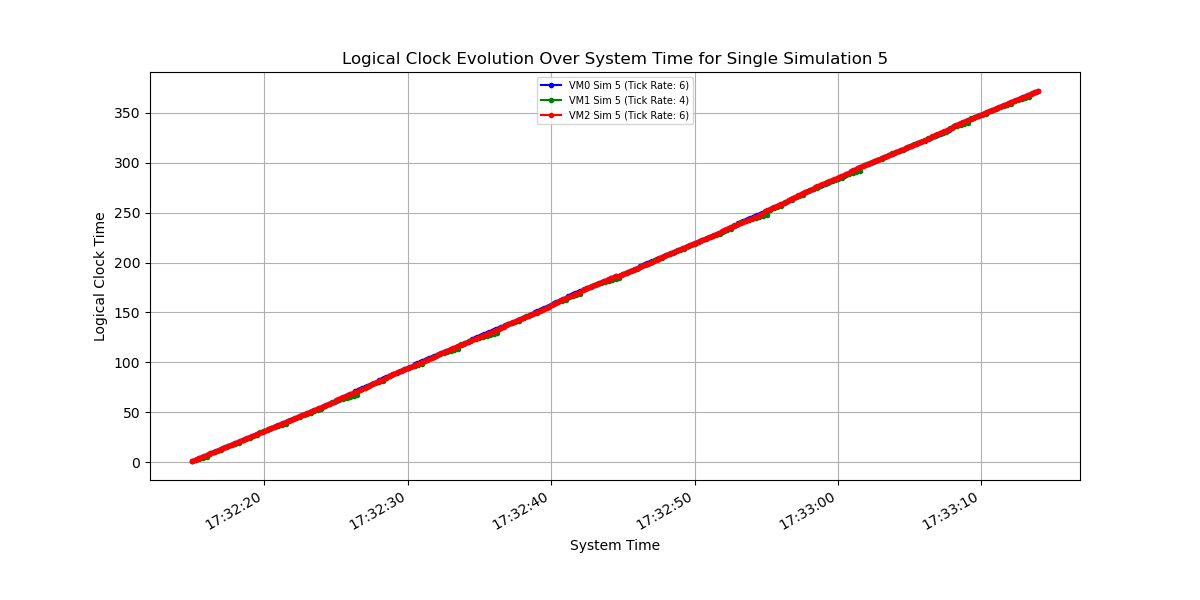 Logical Clock Evolution Over System Time for Single Simulation 5
VM0 Sim 5 (Tick Rate: 6)
VM1 Sim 5 (Tick Rate: 4)
VM2 Sim 5 (Tick Rate: 6)
350
300
250
200
150
100
50
0
Logical Clock Time
17:32:20
17:32:30
17:32:40
17:32:50
17:33:00
17:33:10
System Time